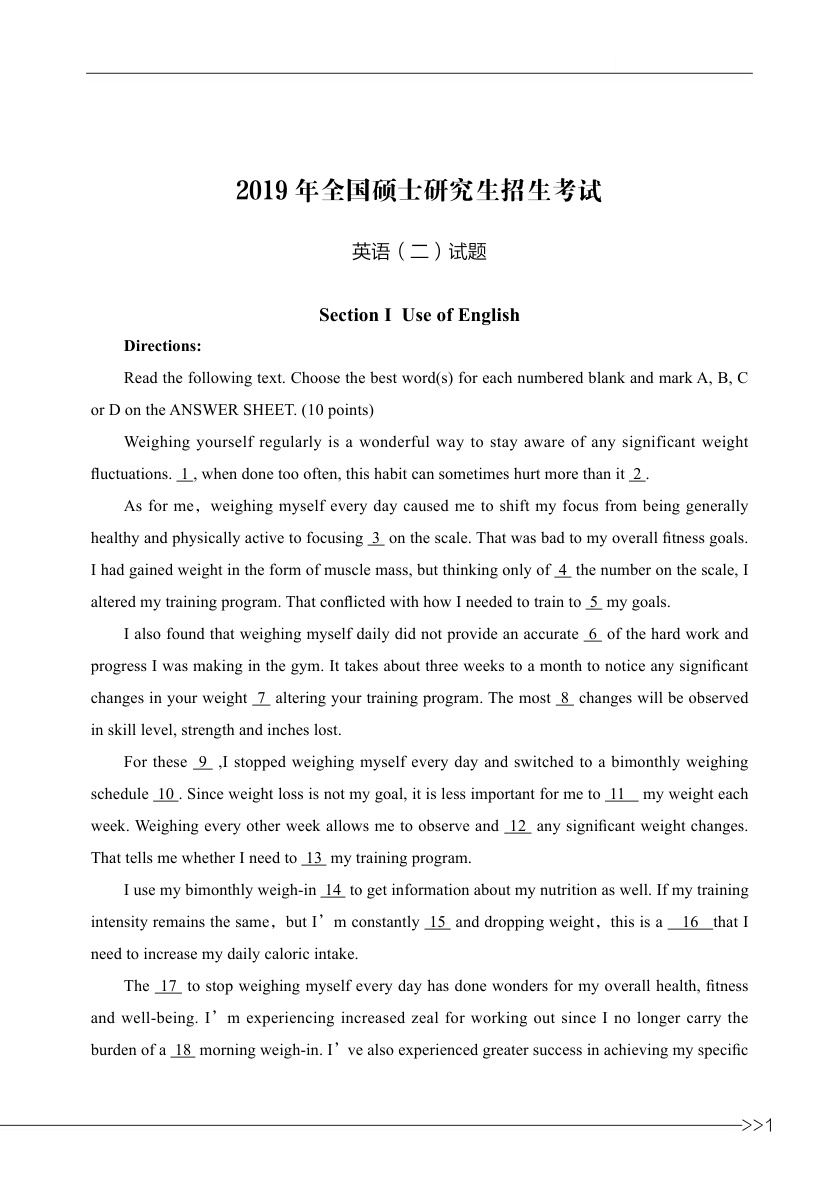 2019 年全国硕士研究生招生考试
英语（二）试题
Section I Use of English
Directions:
Read the following text. Choose the best word(s) for each numbered blank and mark A, B, C
or D on the ANSWER SHEET. (10 points)
Weighing yourself regularly is a wonderful way to stay aware of any significant weight
fluctuations. 1 , when done too often, this habit can sometimes hurt more than it 2 .
As for me，weighing myself every day caused me to shift my focus from being generally
healthy and physically active to focusing 3 on the scale. That was bad to my overall fitness goals.
I had gained weight in the form of muscle mass, but thinking only of 4 the number on the scale, I
altered my training program. That conflicted with how I needed to train to 5 my goals.
I also found that weighing myself daily did not provide an accurate 6 of the hard work and
progress I was making in the gym. It takes about three weeks to a month to notice any significant
changes in your weight 7 altering your training program. The most 8 changes will be observed
in skill level, strength and inches lost.
For these 9 ,I stopped weighing myself every day and switched to a bimonthly weighing
schedule 10 . Since weight loss is not my goal, it is less important for me to 11 my weight each
week. Weighing every other week allows me to observe and 12 any significant weight changes.
That tells me whether I need to 13 my training program.
I use my bimonthly weigh-in 14 to get information about my nutrition as well. If my training
intensity remains the same，but I’m constantly 15 and dropping weight，this is a 16 that I
need to increase my daily caloric intake.
The 17 to stop weighing myself every day has done wonders for my overall health, fitness
and well-being. I’m experiencing increased zeal for working out since I no longer carry the
burden of a 18 morning weigh-in. I’ve also experienced greater success in achieving my specific
>>1